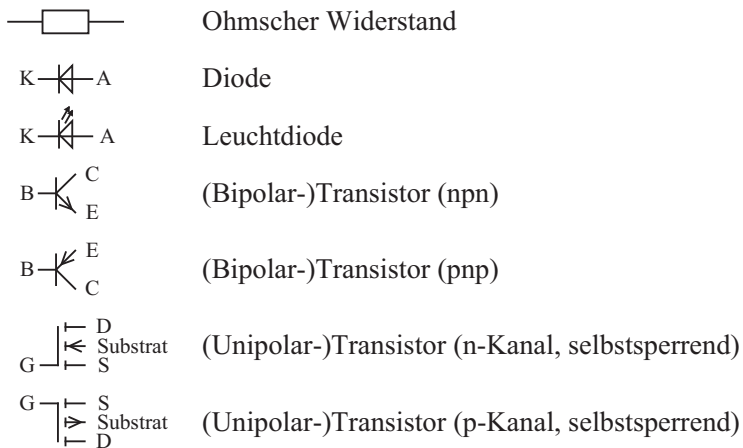 Ohmscher Widerstand
K A Diode
K A Leuchtdiode
C
B (Bipolar-)Transistor (npn)
E
E
B (Bipolar-)Transistor (pnp)
C
D
Substrat (Unipolar-)Transistor (n-Kanal, selbstsperrend)
G S
G S
Substrat (Unipolar-)Transistor (p-Kanal, selbstsperrend)
D